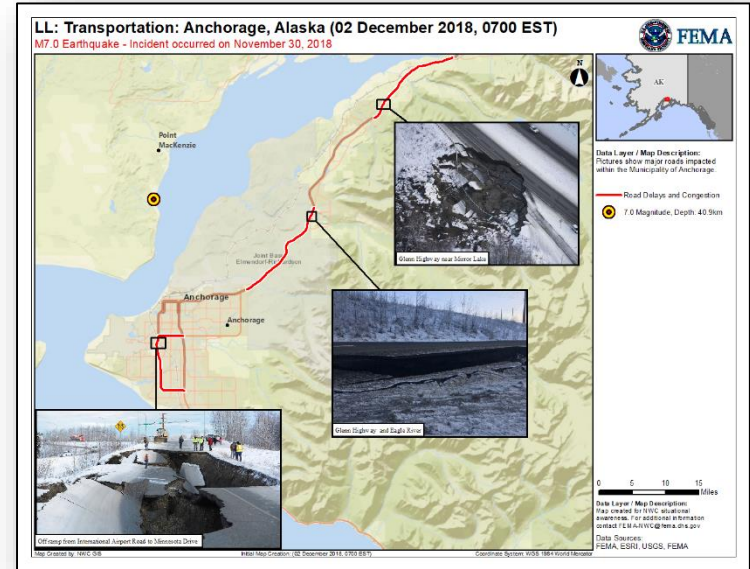 LL: Transportation: Anchorage, Alaska (02 December 2018, 0700 EST)
M7.0 Earthquake - Incident occurred on November 30, 2018
FEMA
N
AK
Point
MacKenzie
Joint Base
Elmendorf-Richardson
Anchorage
Anchorage
Glenn Highway near Mirror Lake
Glenn Highway and Eagle River
Off ramp from International Airport Road to Minnesota Drive
Data Layer / Map Description:
Pictures show major roads impacted
within the Municipality of Anchorage.
Road Delays and Congestion
7.0 Magnitude, Depth: 40.9km
0 5 10 15
Miles
Data Layer / Map Description:
Map created for NWC situational
awareness. For additional information
contact FEMA-NWC@fema.dhs.gov
Data Sources:
FEMA, ESRI, USGS, FEMA
Map Created by: NWC GIS
Initial Map Creation: (02 December 2018, 0700 EST)
Coordinate System: WGS 1984 World Mercator